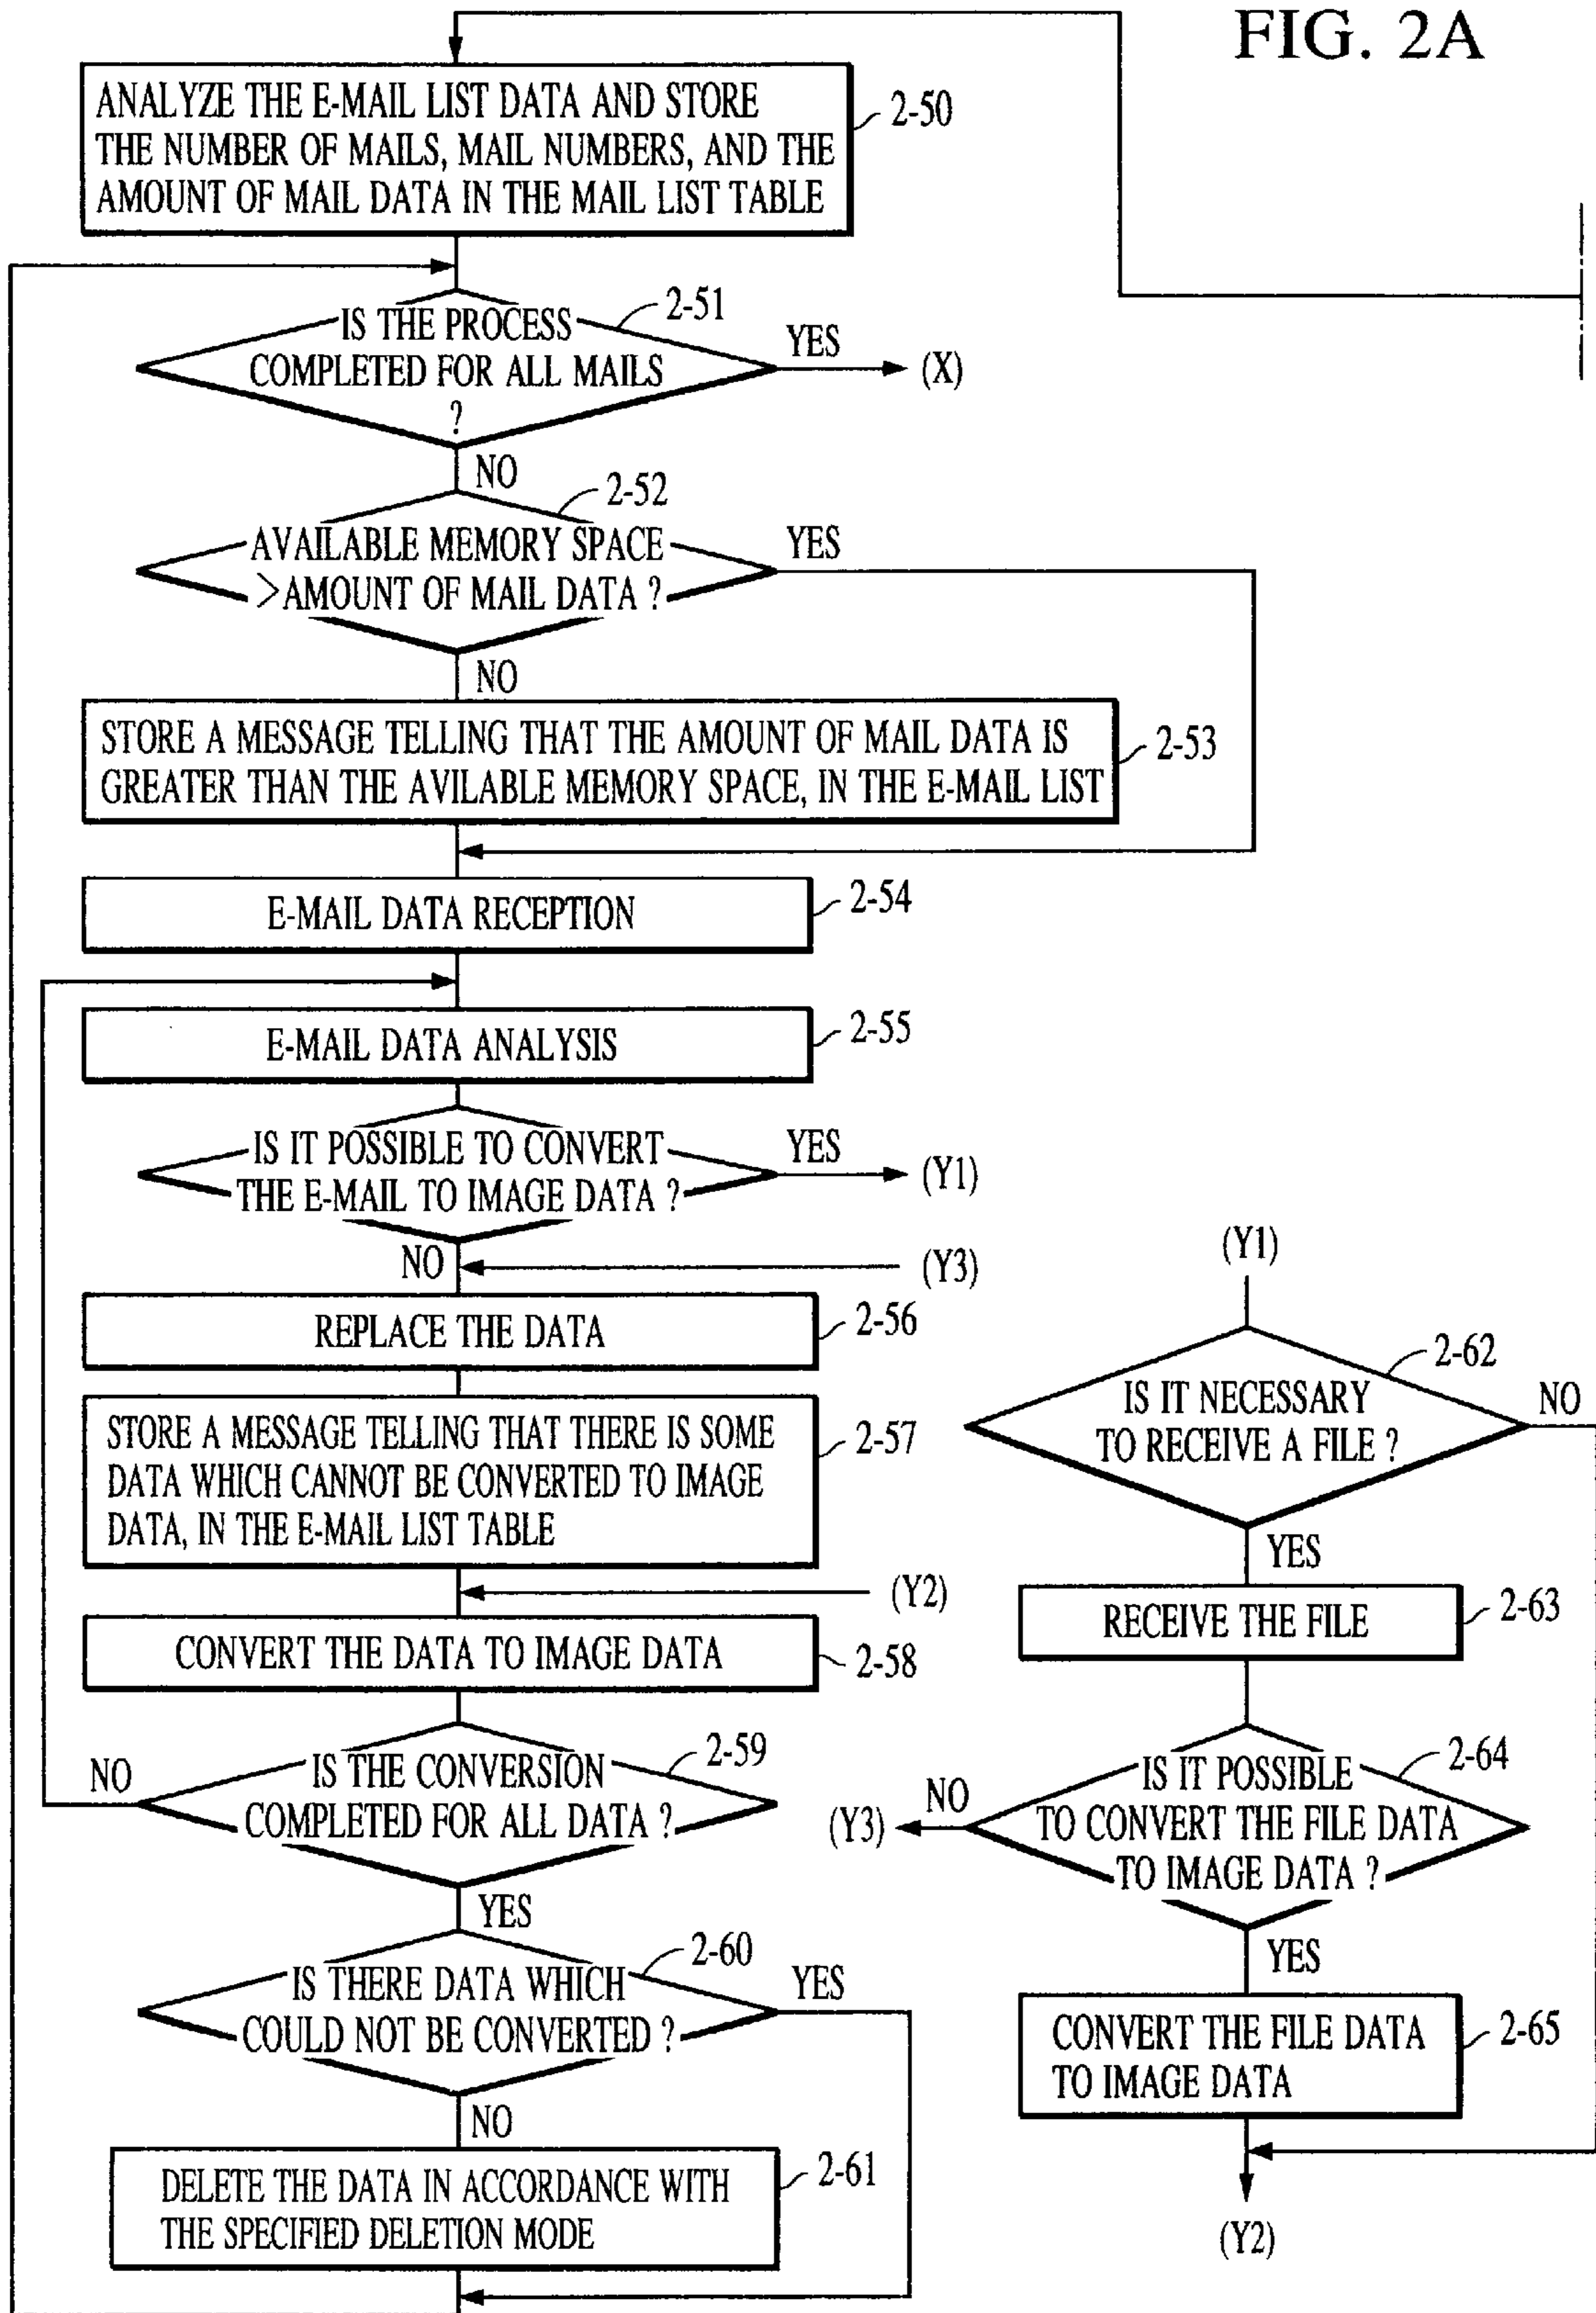 FIG. 2A
ANALYZE THE E-MAIL LIST DATA AND STORE
THE NUMBER OF MAILS, MAIL NUMBERS, AND THE
AMOUNT OF MAIL DATA IN THE MAIL LIST TABLE
2-50
2-51
IS THE PROCESS
COMPLETED FOR ALL MAILS
?
YES
(X)
NO
2-52
AVAILABLE MEMORY SPACE
>AMOUNT OF MAIL DATA ?
YES
NO
STORE A MESSAGE TELLING THAT THE AMOUNT OF MAIL DATA IS
GREATER THAN THE AVILABLE MEMORY SPACE, IN THE E-MAIL LIST
2-53
E-MAIL DATA RECEPTION
2-54
E-MAIL DATA ANALYSIS
2-55
IS IT POSSIBLE TO CONVERT
THE E-MAIL TO IMAGE DATA ?
YES
(Y1)
NO
(Y3)
REPLACE THE DATA
2-56
STORE A MESSAGE TELLING THAT THERE IS SOME
DATA WHICH CANNOT BE CONVERTED TO IMAGE
DATA, IN THE E-MAIL LIST TABLE
2-57
(Y2)
CONVERT THE DATA TO IMAGE DATA
2-58
2-59
IS THE CONVERSION
COMPLETED FOR ALL DATA ?
NO
YES
2-60
IS THERE DATA WHICH
COULD NOT BE CONVERTED ?
YES
NO
DELETE THE DATA IN ACCORDANCE WITH
THE SPECIFIED DELETION MODE
2-61
(Y1)
2-62
IS IT NECESSARY
TO RECEIVE A FILE ?
NO
YES
RECEIVE THE FILE
2-63
2-64
IS IT POSSIBLE
TO CONVERT THE FILE DATA
TO IMAGE DATA ?
NO
(Y3)
YES
CONVERT THE FILE DATA
TO IMAGE DATA
2-65
(Y2)